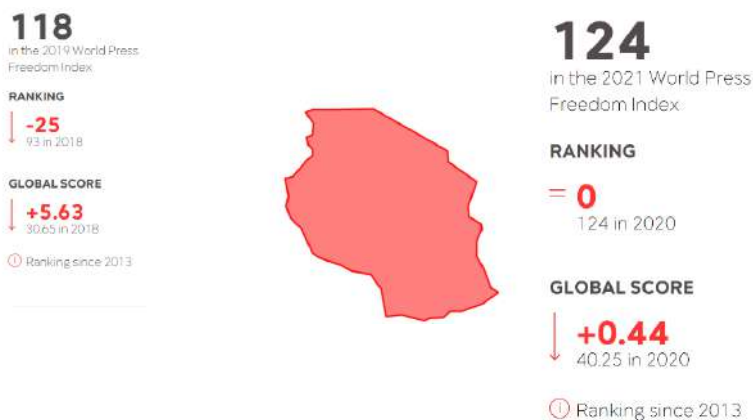 118
in the 2019 World Press
Freedom Index
RANKING
-25
93 in 2018
GLOBAL SCORE
+5.63
30.65 in 2018
Ranking since 2013
124
in the 2021 World Press
Freedom Index
RANKING
= 0
124 in 2020
GLOBAL SCORE
+0.44
40.25 in 2020
Ranking since 2013